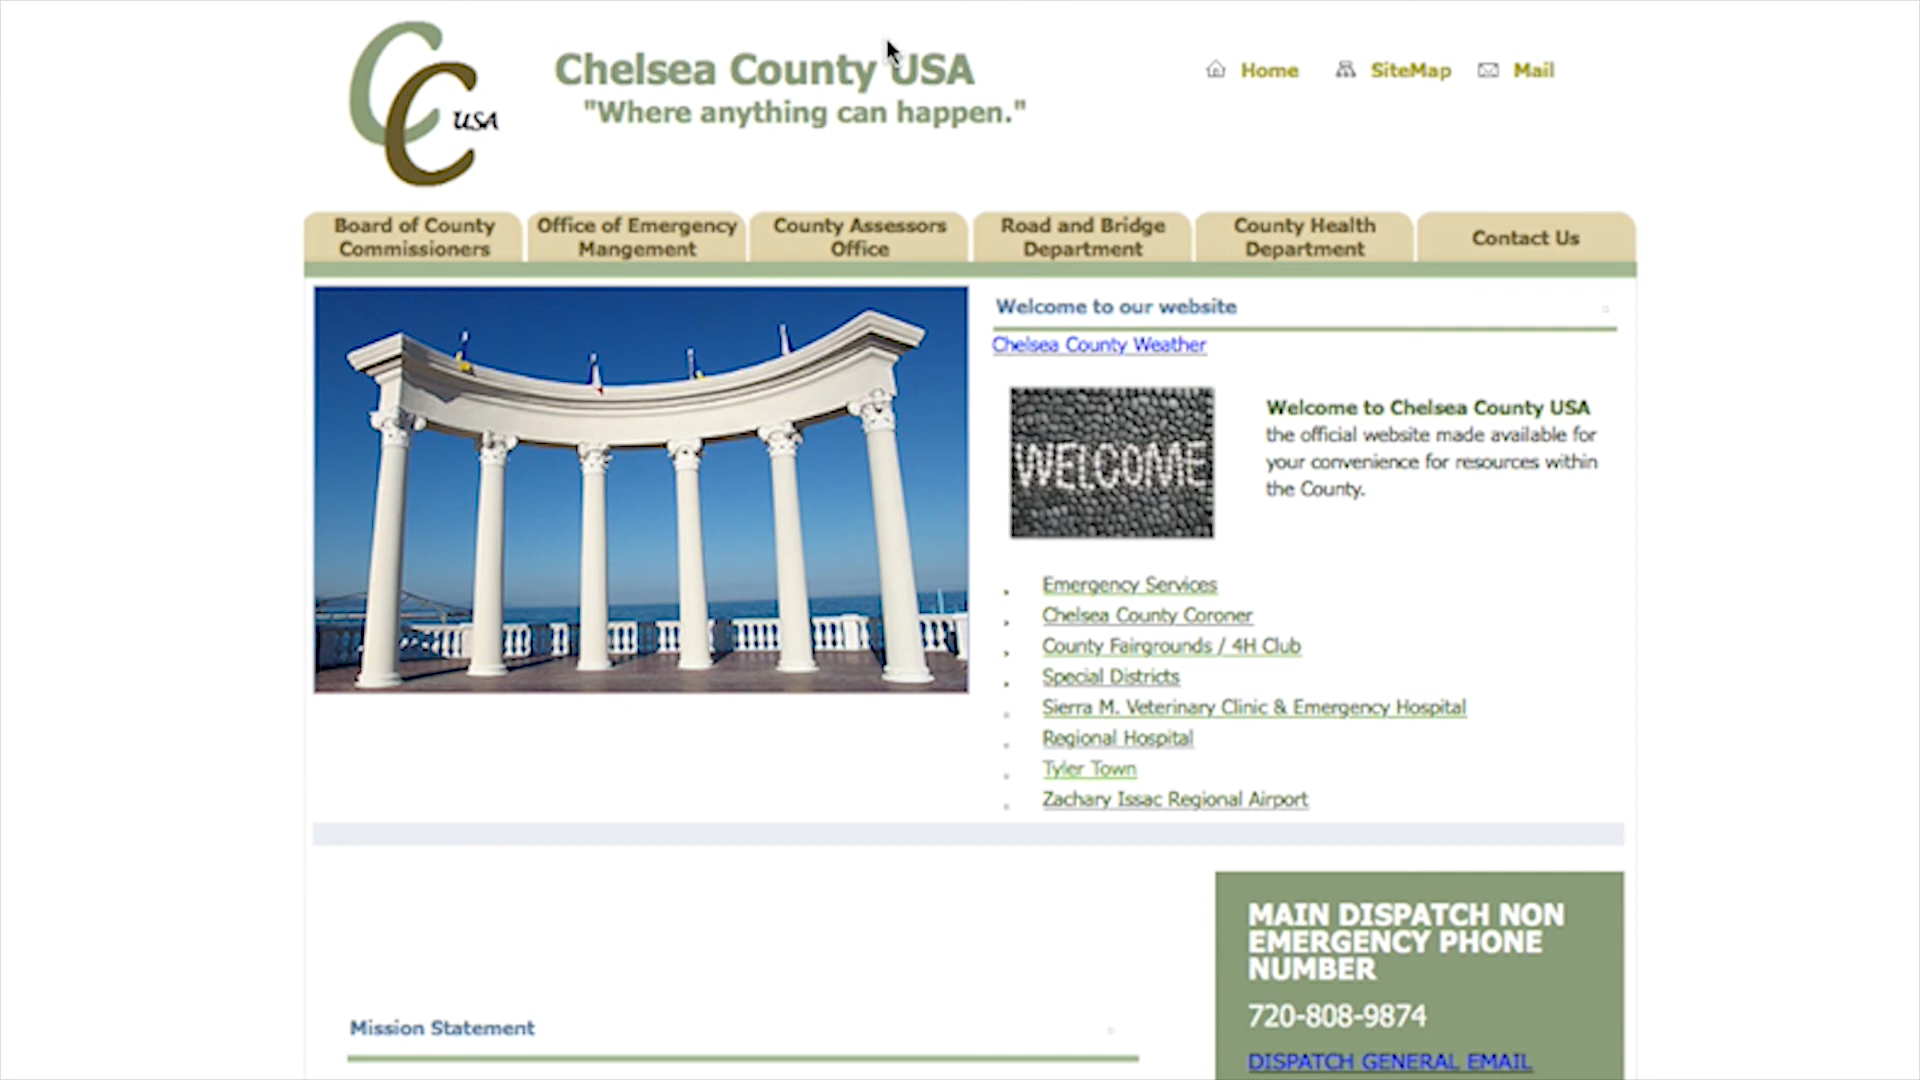 CC USA
Chelsea County USA
"Where anything can happen."
Home
SiteMap
Mail
Board of County
Commissioners
Office of Emergency
Mangement
County Assessors
Office
Road and Bridge
Department
County Health
Department
Contact Us
Welcome to our website
Chelsea County Weather
WELCOME
Welcome to Chelsea County USA
the official website made available for
your convenience for resources within
the County.
Emergency Services
Chelsea County Coroner
County Fairgrounds / 4H Club
Special Districts
Sierra M. Veterinary Clinic & Emergency Hospital
Regional Hospital
Tyler Town
Zachary Issac Regional Airport
MAIN DISPATCH NON
EMERGENCY PHONE
NUMBER
720-808-9874
DISPATCH GENERAL EMAIL
Mission Statement